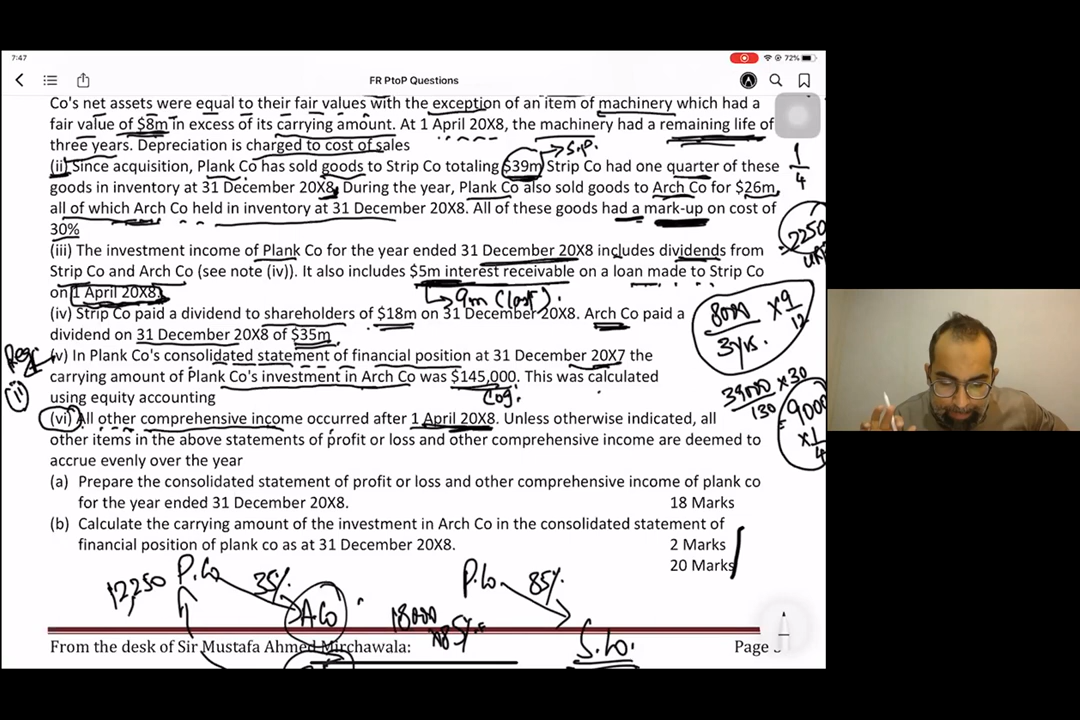 7:47
72%
FR PtoP Questions
Co's net assets were equal to their fair values with the exception of an item of machinery which had a
fair value of $8m in excess of its carrying amount. At 1 April 20X8, the machinery had a remaining life of
three years. Depreciation is charged to cost of sales
→ S.P.
(ii) Since acquisition, Plank Co has sold goods to Strip Co totaling $39m Strip Co had one quarter of these
1/4
goods in inventory at 31 December 20X8. During the year, Plank Co also sold goods to Arch Co for $26m,
all of which Arch Co held in inventory at 31 December 20X8. All of these goods had a mark-up on cost of
30%
2250
URP
(iii) The investment income of Plank Co for the year ended 31 December 20X8 includes dividends from
Strip Co and Arch Co (see note (iv)). It also includes $5m interest receivable on a loan made to Strip Co
on 1 April 20X8.
→ 9m (lost).
8000/3yrs. × 9/12
(iv) Strip Co paid a dividend to shareholders of $18m on 31 December 20X8. Arch Co paid a
dividend on 31 December 20X8 of $35m.
(v) In Plank Co's consolidated statement of financial position at 31 December 20X7 the
(i)
carrying amount of Plank Co's investment in Arch Co was $145,000. This was calculated
using equity accounting
39000/130 × 30
= 9000
× 1/4
(vi) All other comprehensive income occurred after 1 April 20X8. Unless otherwise indicated, all
other items in the above statements of profit or loss and other comprehensive income are deemed to
accrue evenly over the year
(a) Prepare the consolidated statement of profit or loss and other comprehensive income of plank co
for the year ended 31 December 20X8. 18 Marks
(b) Calculate the carrying amount of the investment in Arch Co in the consolidated statement of
financial position of plank co as at 31 December 20X8. 2 Marks
20 Marks
12,250 P.Co 35% A Co
P.Co 85% S.Co.
18000
×85%
From the desk of Sir Mustafa Ahmed Mirchawala: Page